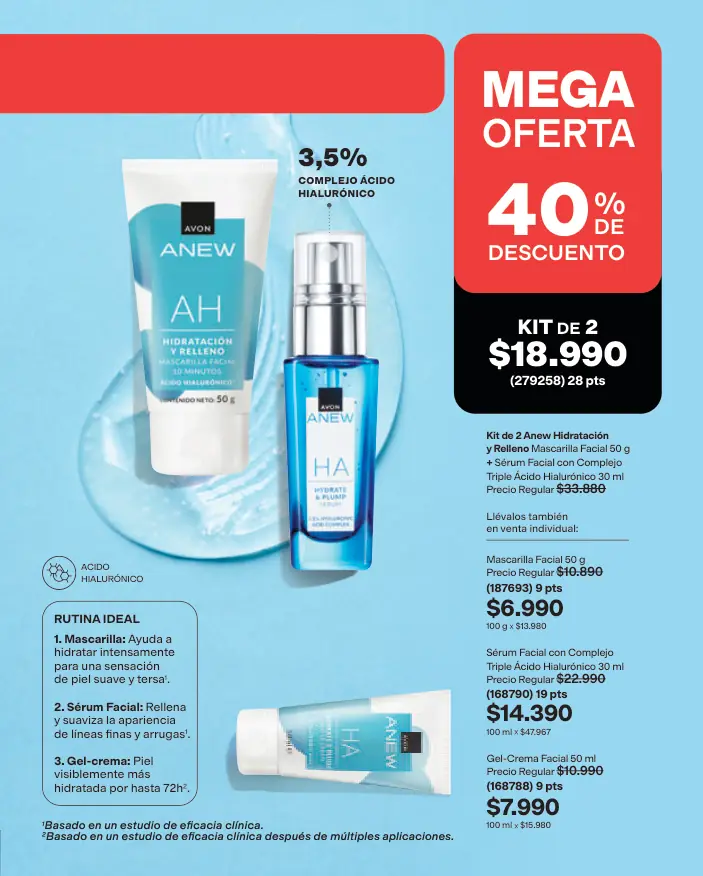 MEGA
OFERTA
40% DE
DESCUENTO
KIT DE 2
$18.990
(279258) 28 pts
3,5%
COMPLEJO ÁCIDO
HIALURÓNICO
AVON
ANEW
AH
HIDRATACIÓN
Y RELLENO
MASCARILLA FACIAL
10 MINUTOS
ÁCIDO HIALURÓNICO
CONTENIDO NETO: 50 g
AVON
ANEW
HA
HYDRATE
& PLUMP
SERUM
Kit de 2 Anew Hidratación
y Relleno Mascarilla Facial 50 g
+ Sérum Facial con Complejo
Triple Ácido Hialurónico 30 ml
Precio Regular $33.880
Llévalos también
en venta individual:
Mascarilla Facial 50 g
Precio Regular $10.890
(187693) 9 pts
$6.990
100 g x $13.980
Sérum Facial con Complejo
Triple Ácido Hialurónico 30 ml
Precio Regular $22.990
(168790) 19 pts
$14.390
100 ml x $47.967
Gel-Crema Facial 50 ml
Precio Regular $10.990
(168788) 9 pts
$7.990
100 ml x $15.980
ACIDO
HIALURÓNICO
RUTINA IDEAL
1. Mascarilla: Ayuda a
hidratar intensamente
para una sensación
de piel suave y tersa¹.
2. Sérum Facial: Rellena
y suaviza la apariencia
de líneas finas y arrugas¹.
3. Gel-crema: Piel
visiblemente más
hidratada por hasta 72h².
AVON
ANEW
HA
¹Basado en un estudio de eficacia clínica.
²Basado en un estudio de eficacia clínica después de múltiples aplicaciones.